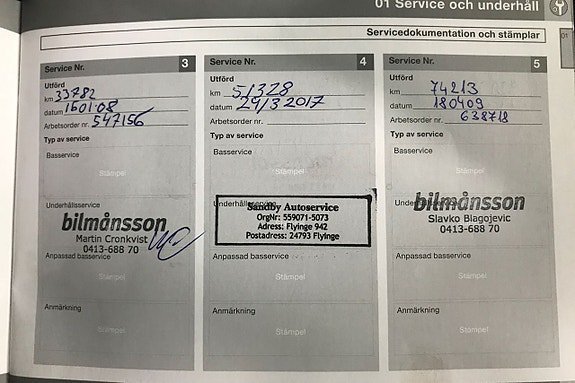 01 Service och underhåll
Servicedokumentation och stämplar
01
Service Nr. 3
Utförd
km 33782
datum 1601-08
Arbetsorder nr. 547156
Typ av service
Basservice
Stämpel
Underhållsservice
bilmånsson
Martin Cronkvist
0413-688 70
Anpassad basservice
Stämpel
Anmärkning
Stämpel
Service Nr. 4
Utförd
km 51328
datum 24/3 2017
Arbetsorder nr.
Typ av service
Basservice
Stämpel
Underhållsservice
Sandby Autoservice
OrgNr: 559071-5073
Adress: Flyinge 942
Postadress: 24793 Flyinge
Anpassad basservice
Stämpel
Anmärkning
Stämpel
Service Nr. 5
Utförd
km 74213
datum 180409
Arbetsorder nr. 638718
Typ av service
Basservice
Stämpel
bilmånsson
Slavko Blagojevic
0413-688 70
Anpassad basservice
Stämpel
Anmärkning
Stämpel